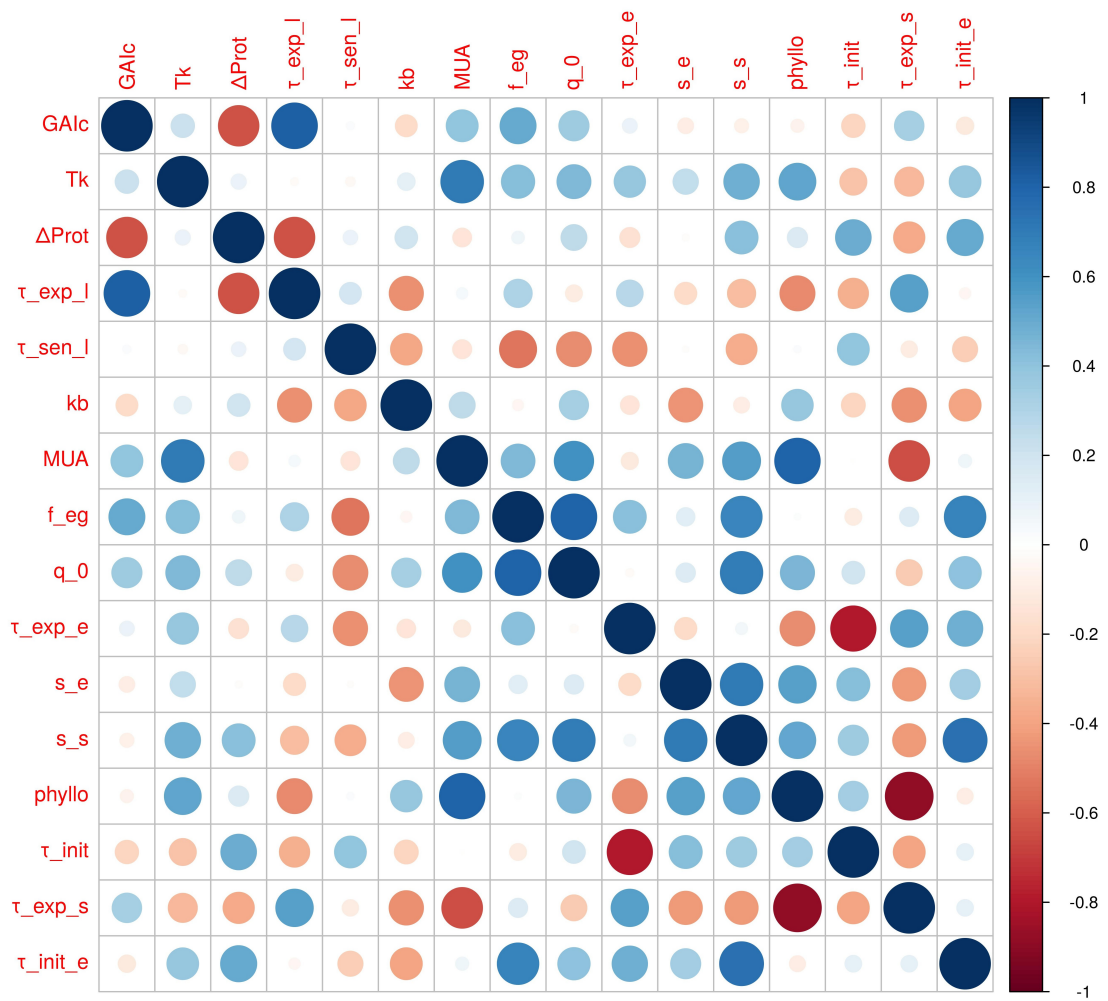 GAIc Tk ΔProt τ_exp_l τ_sen_l kb MUA f_eg q_0 τ_exp_e s_e s_s phyllo τ_init τ_exp_s τ_init_e
GAIc
Tk
ΔProt
τ_exp_l
τ_sen_l
kb
MUA
f_eg
q_0
τ_exp_e
s_e
s_s
phyllo
τ_init
τ_exp_s
τ_init_e
1
0.8
0.6
0.4
0.2
0
-0.2
-0.4
-0.6
-0.8
-1